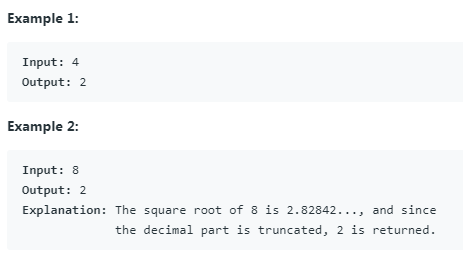 Example 1:
Input: 4
Output: 2
Example 2:
Input: 8
Output: 2
Explanation: The square root of 8 is 2.82842..., and since
the decimal part is truncated, 2 is returned.